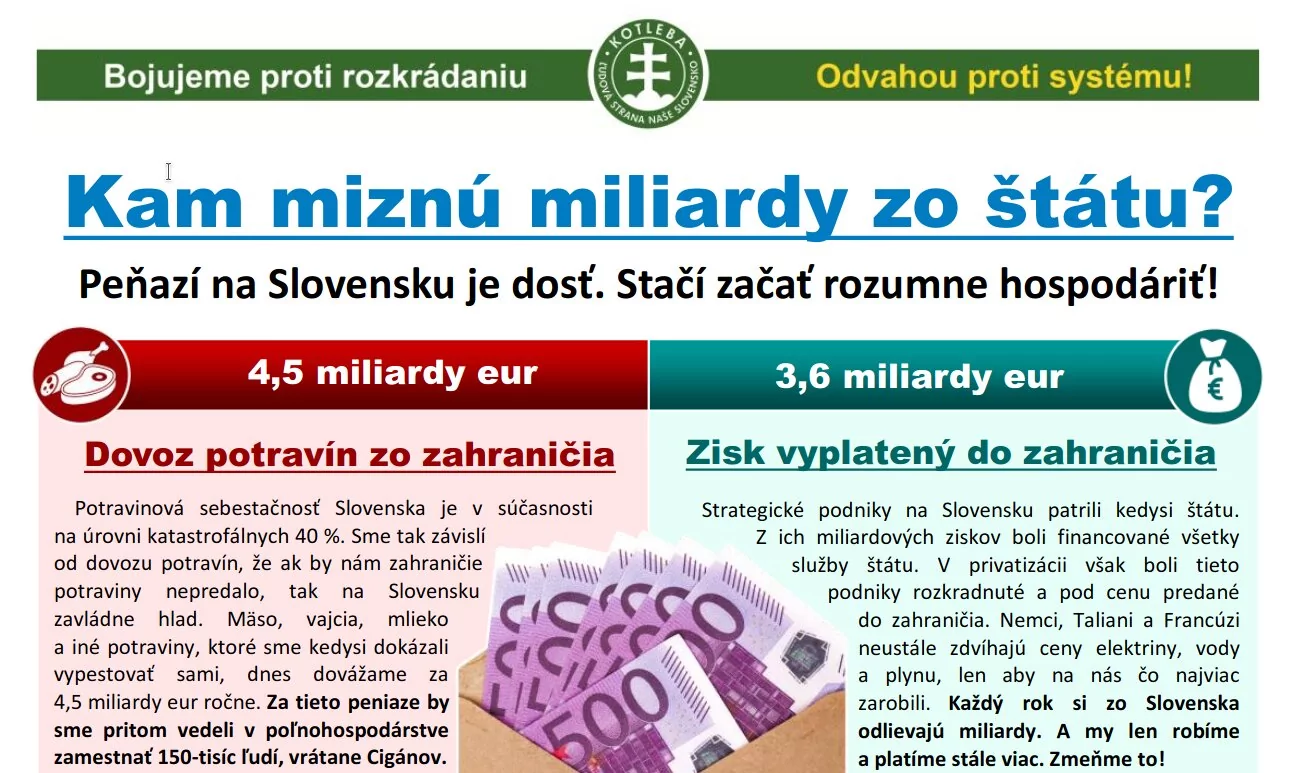 Bojujeme proti rozkrádaniu
KOTLEBA
ĽUDOVÁ STRANA NAŠE SLOVENSKO
Odvahou proti systému!
Kam miznú miliardy zo štátu?
Peňazí na Slovensku je dosť. Stačí začať rozumne hospodáriť!
4,5 miliardy eur
Dovoz potravín zo zahraničia
Potravinová sebestačnosť Slovenska je v súčasnosti
na úrovni katastrofálnych 40 %. Sme tak závislí
od dovozu potravín, že ak by nám zahraničie
potraviny nepredalo, tak na Slovensku
zavládne hlad. Mäso, vajcia, mlieko
a iné potraviny, ktoré sme kedysi dokázali
vypestovať sami, dnes dovážame za
4,5 miliardy eur ročne. Za tieto peniaze by
sme pritom vedeli v poľnohospodárstve
zamestnať 150-tisíc ľudí, vrátane Cigánov.
3,6 miliardy eur
€
Zisk vyplatený do zahraničia
Strategické podniky na Slovensku patrili kedysi štátu.
Z ich miliardových ziskov boli financované všetky
služby štátu. V privatizácii však boli tieto
podniky rozkradnuté a pod cenu predané
do zahraničia. Nemci, Taliani a Francúzi
neustále zdvíhajú ceny elektriny, vody
a plynu, len aby na nás čo najviac
zarobili. Každý rok si zo Slovenska
odlievajú miliardy. A my len robíme
a platíme stále viac. Zmeňme to!
500